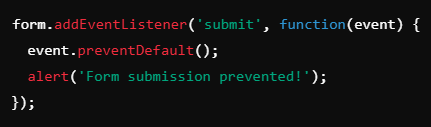 form.addEventListener('submit', function(event) {
  event.preventDefault();
  alert('Form submission prevented!');
});